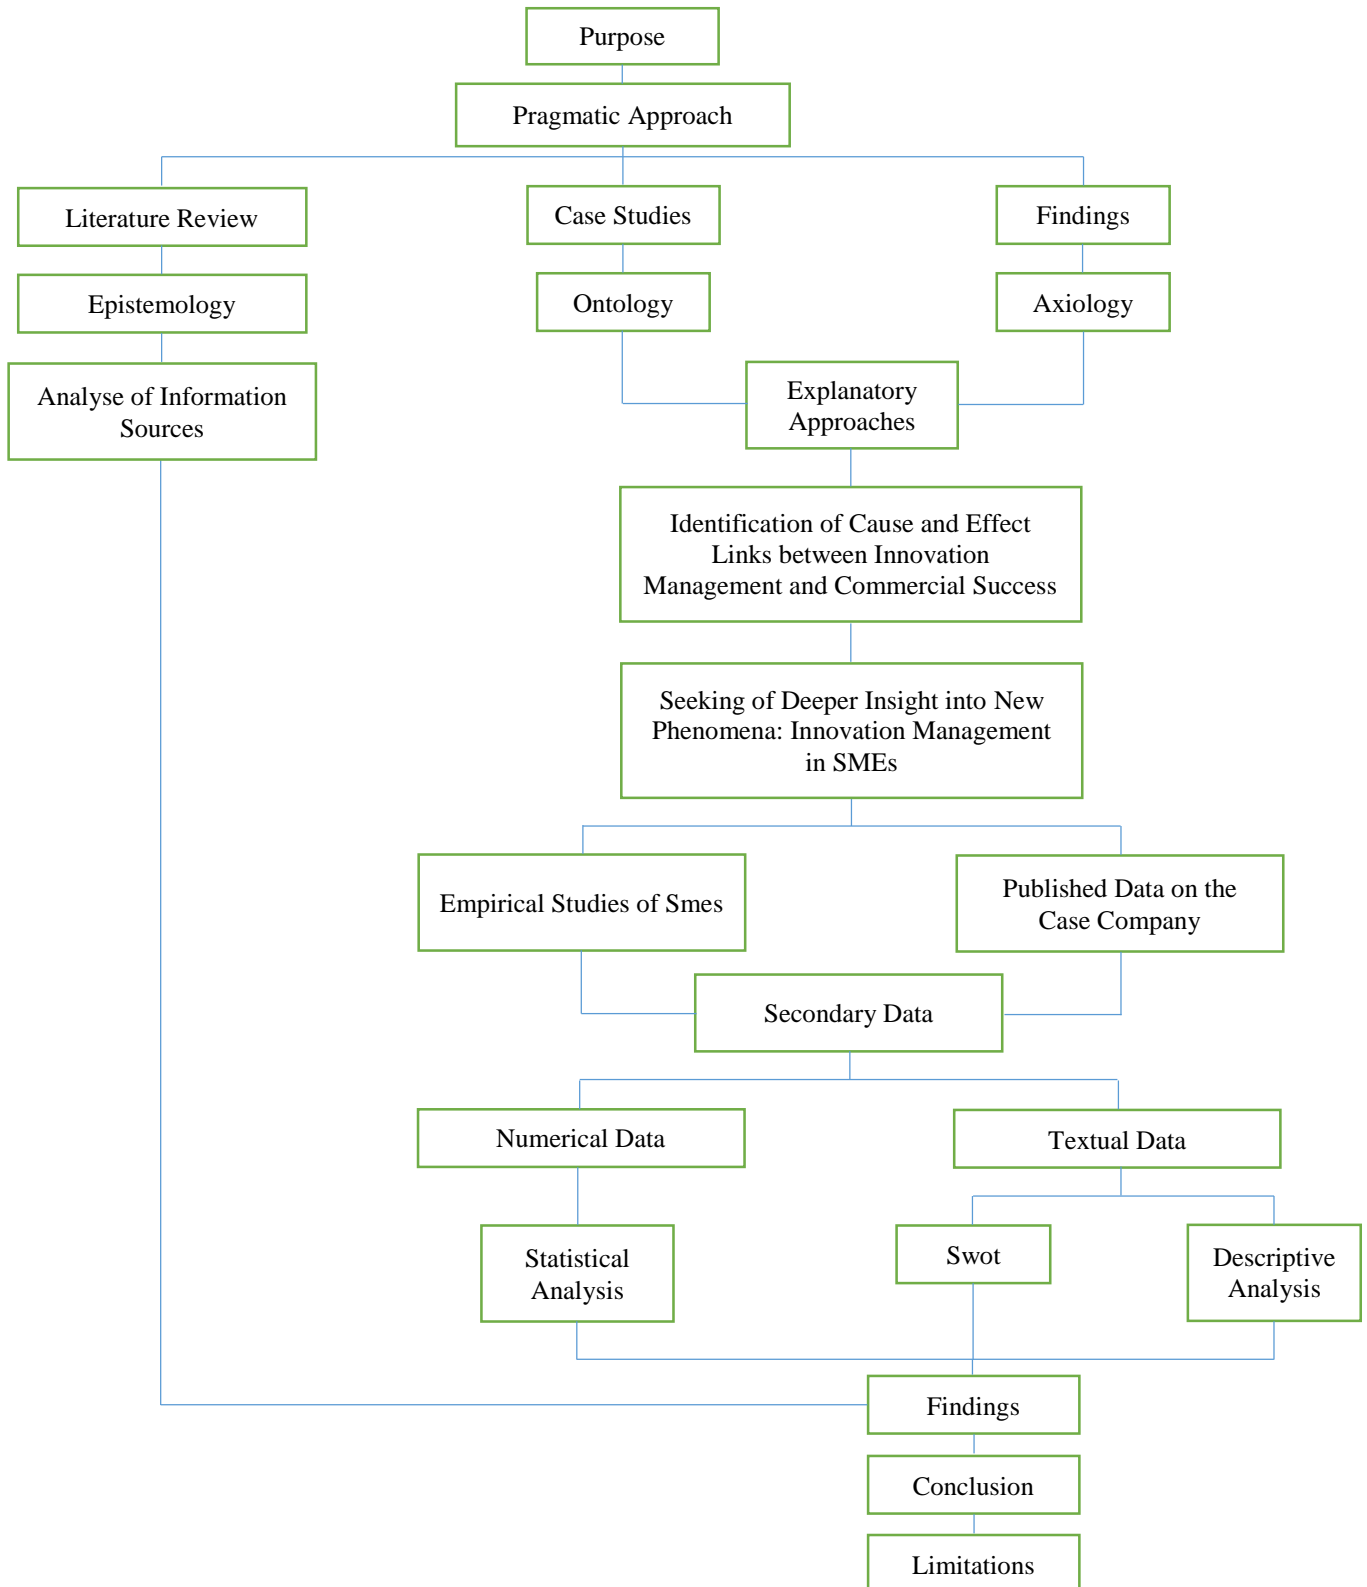 Purpose
Pragmatic Approach
Literature Review
Case Studies
Findings
Epistemology
Ontology
Axiology
Analyse of Information
Sources
Explanatory
Approaches
Identification of Cause and Effect
Links between Innovation
Management and Commercial Success
Seeking of Deeper Insight into New
Phenomena: Innovation Management
in SMEs
Empirical Studies of Smes
Published Data on the
Case Company
Secondary Data
Numerical Data
Textual Data
Statistical
Analysis
Swot
Descriptive
Analysis
Findings
Conclusion
Limitations